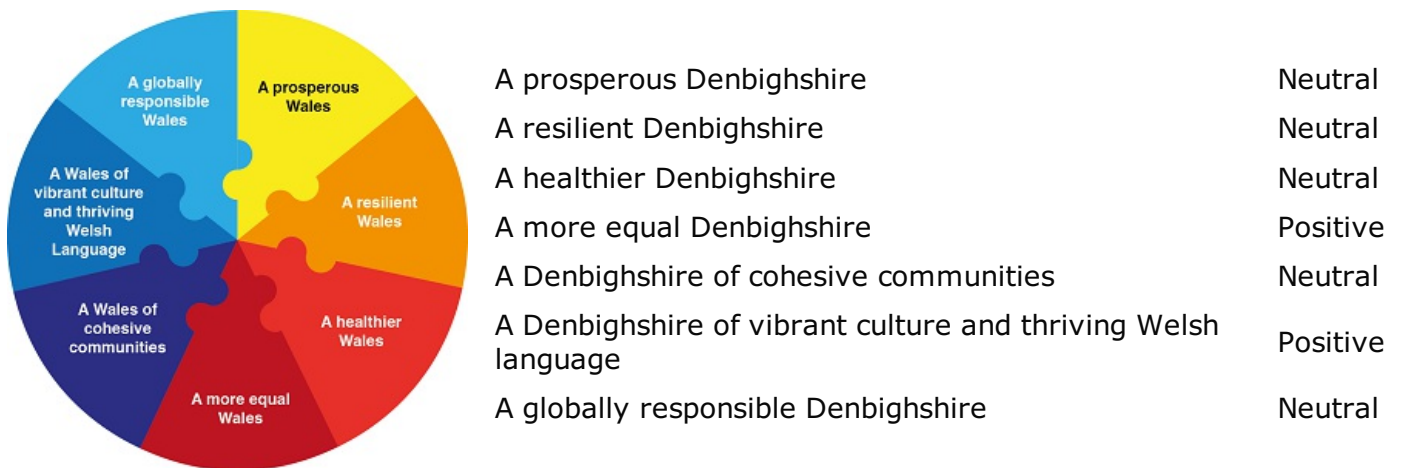 A globally
responsible
Wales
A prosperous
Wales
A resilient
Wales
A healthier
Wales
A more equal
Wales
A Wales of
cohesive
communities
A Wales of
vibrant culture
and thriving
Welsh
Language
A prosperous Denbighshire Neutral
A resilient Denbighshire Neutral
A healthier Denbighshire Neutral
A more equal Denbighshire Positive
A Denbighshire of cohesive communities Neutral
A Denbighshire of vibrant culture and thriving Welsh
language Positive
A globally responsible Denbighshire Neutral